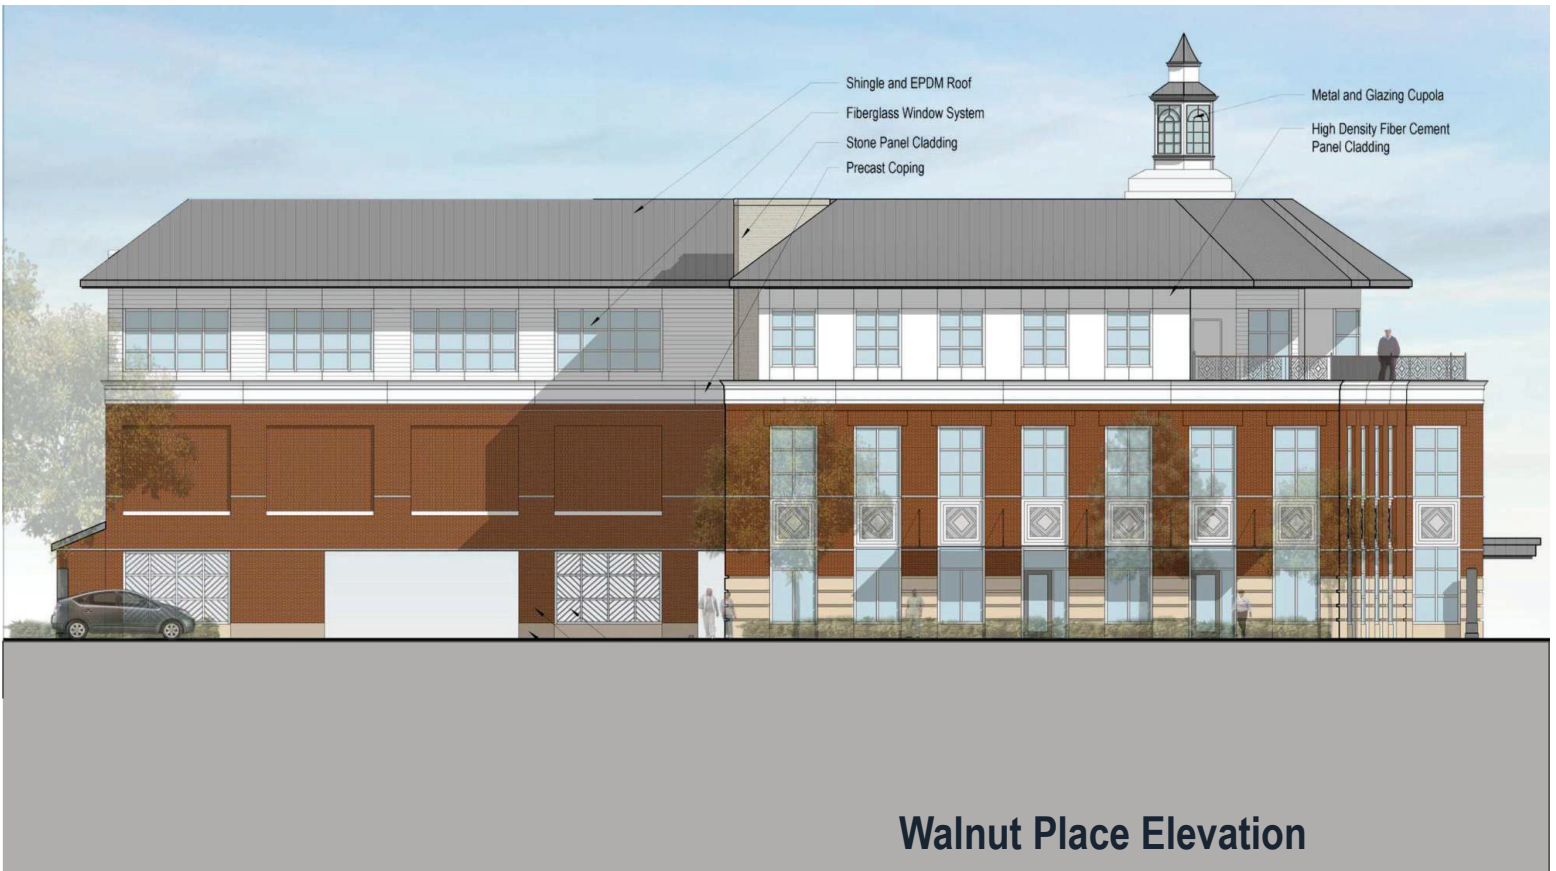 Shingle and EPDM Roof
Fiberglass Window System
Stone Panel Cladding
Precast Coping
Metal and Glazing Cupola
High Density Fiber Cement
Panel Cladding
Walnut Place Elevation